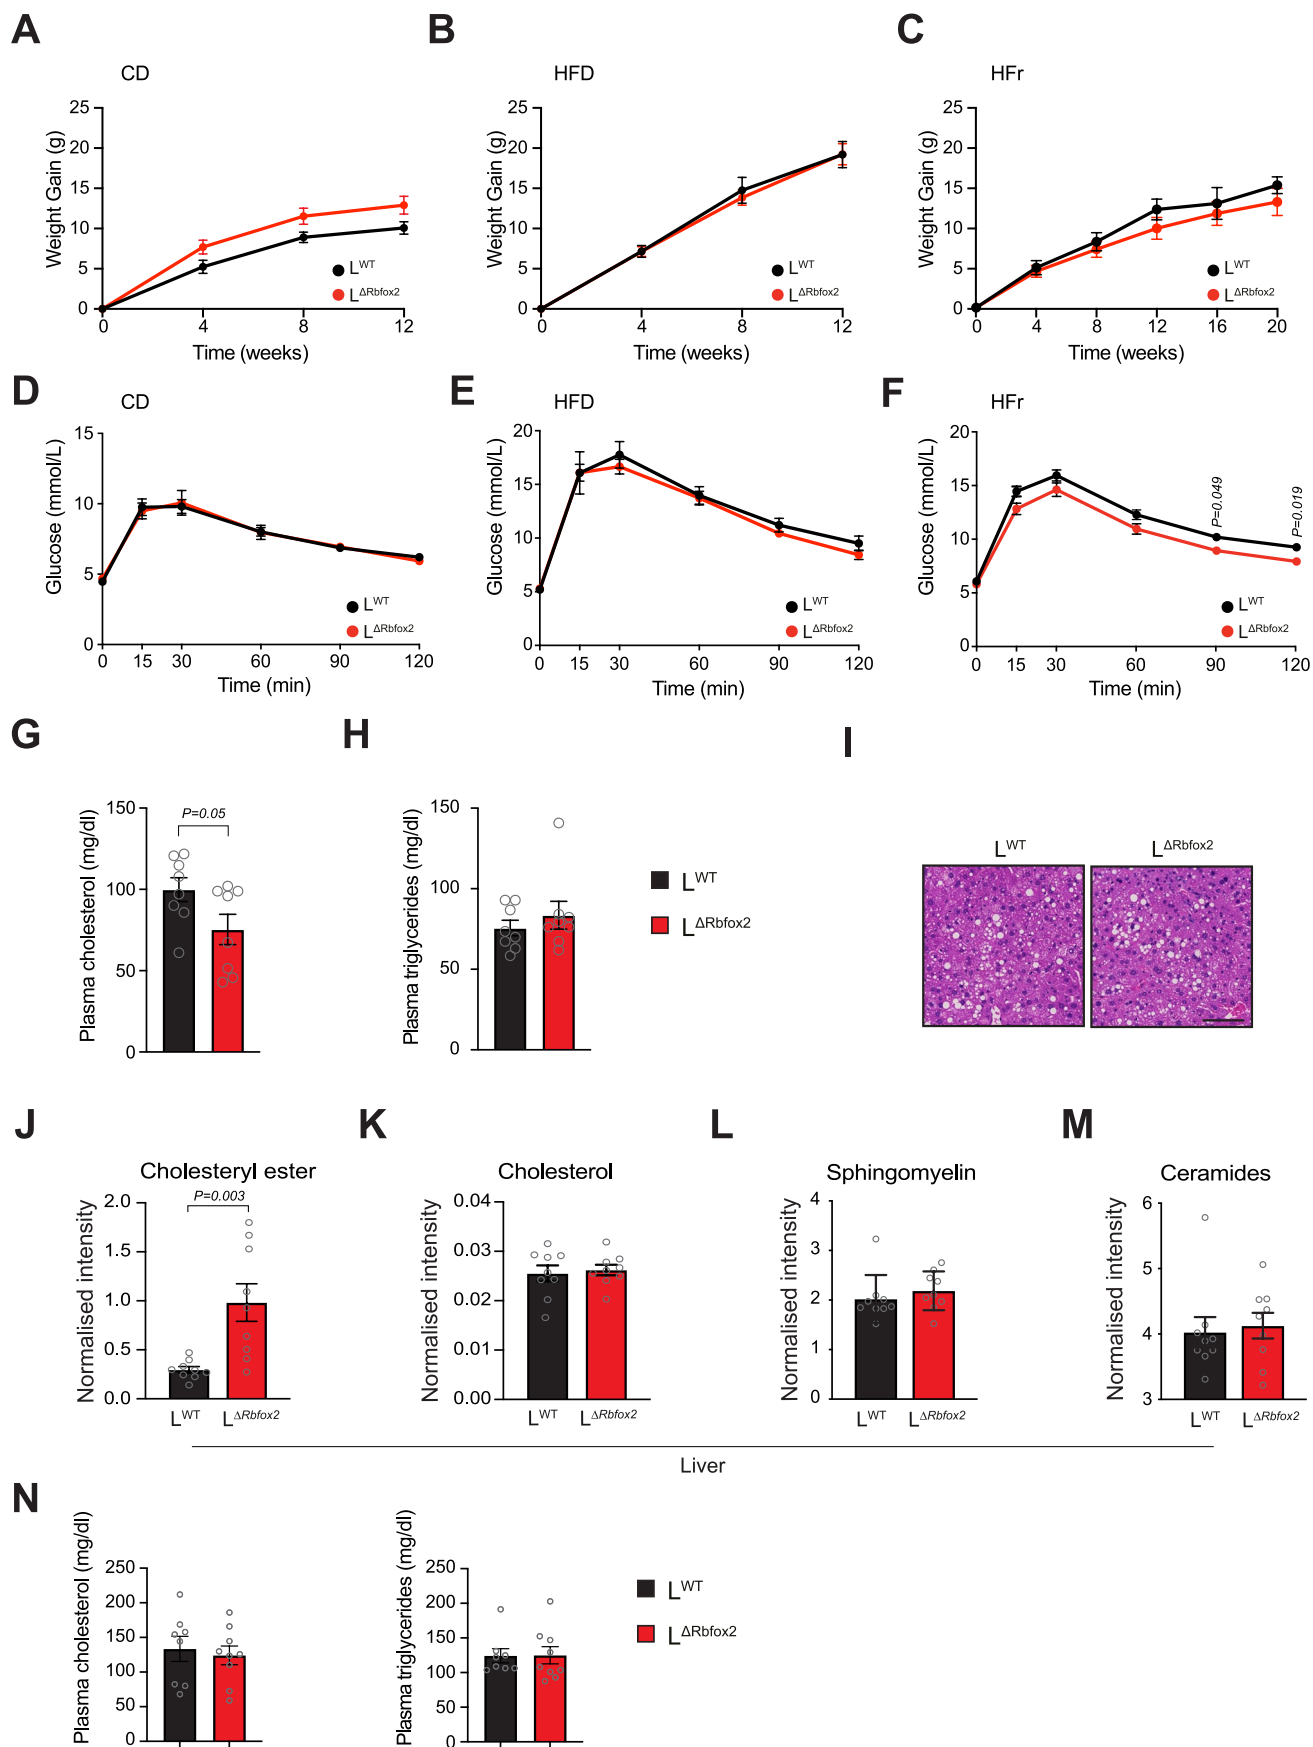 A
CD
Weight Gain (g)
25
20
15
10
5
0
0 4 8 12
Time (weeks)
L^WT
L^ΔRbfox2
B
HFD
Weight Gain (g)
25
20
15
10
5
0
0 4 8 12
Time (weeks)
L^WT
L^ΔRbfox2
C
HFr
Weight Gain (g)
25
20
15
10
5
0
0 4 8 12 16 20
Time (weeks)
L^WT
L^ΔRbfox2
D
CD
Glucose (mmol/L)
15
10
5
0
0 15 30 60 90 120
Time (min)
L^WT
L^ΔRbfox2
E
HFD
Glucose (mmol/L)
20
15
10
5
0
0 15 30 60 90 120
Time (min)
L^WT
L^ΔRbfox2
F
HFr
Glucose (mmol/L)
20
15
10
5
0
P=0.049
P=0.019
0 15 30 60 90 120
Time (min)
L^WT
L^ΔRbfox2
G
Plasma cholesterol (mg/dl)
150
100
50
0
P=0.05
H
Plasma triglycerides (mg/dl)
150
100
50
0
L^WT
L^ΔRbfox2
I
L^WT
L^ΔRbfox2
J
Cholesteryl ester
Normalised intensity
2.0
1.5
1.0
0.5
0.0
P=0.003
L^WT L^ΔRbfox2
K
Cholesterol
Normalised intensity
0.04
0.03
0.02
0.01
0.00
L^WT L^ΔRbfox2
L
Sphingomyelin
Normalised intensity
4
3
2
1
0
L^WT L^ΔRbfox2
M
Ceramides
Normalised intensity
6
5
4
3
L^WT L^ΔRbfox2
Liver
N
Plasma cholesterol (mg/dl)
250
200
150
100
50
0
Plasma triglycerides (mg/dl)
250
200
150
100
50
0
L^WT
L^ΔRbfox2